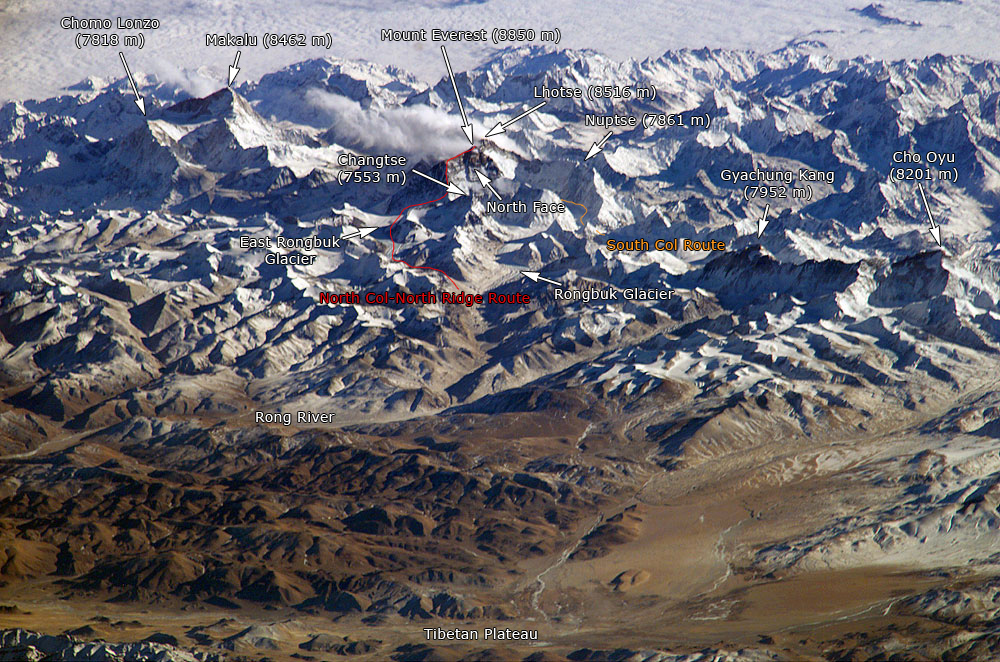 Chomo Lonzo
(7818 m)
Makalu (8462 m)
Mount Everest (8850 m)
Lhotse (8516 m)
Nuptse (7861 m)
Changtse
(7553 m)
Cho Oyu
(8201 m)
Gyachung Kang
(7952 m)
North Face
East Rongbuk
Glacier
South Col Route
Rongbuk Glacier
North Col-North Ridge Route
Rong River
Tibetan Plateau